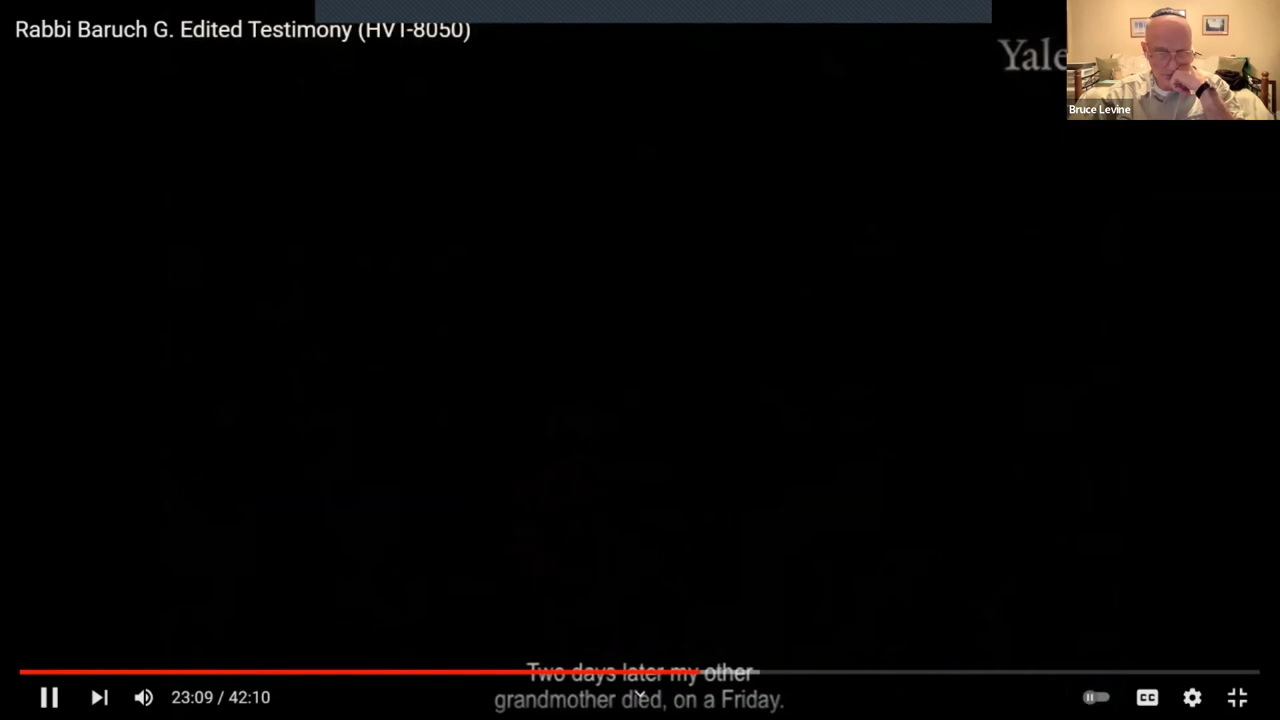 Rabbi Baruch G. Edited Testimony (HVT-8050)
Yale
Bruce Levine
Two days later my other
grandmother died, on a Friday.
23:09 / 42:10
CC